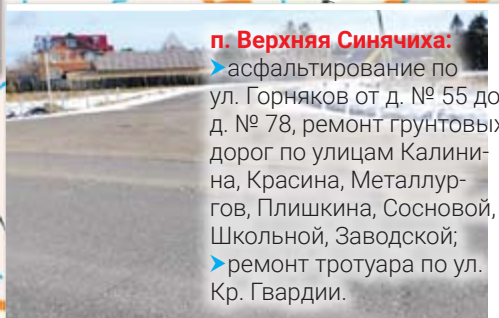 п. Верхняя Синячиха:
➤асфальтирование по
ул. Горняков от д. № 55 до
д. № 78, ремонт грунтовых
дорог по улицам Калини-
на, Красина, Металлур-
гов, Плишкина, Сосновой,
Школьной, Заводской;
➤ремонт тротуара по ул.
Кр. Гвардии.